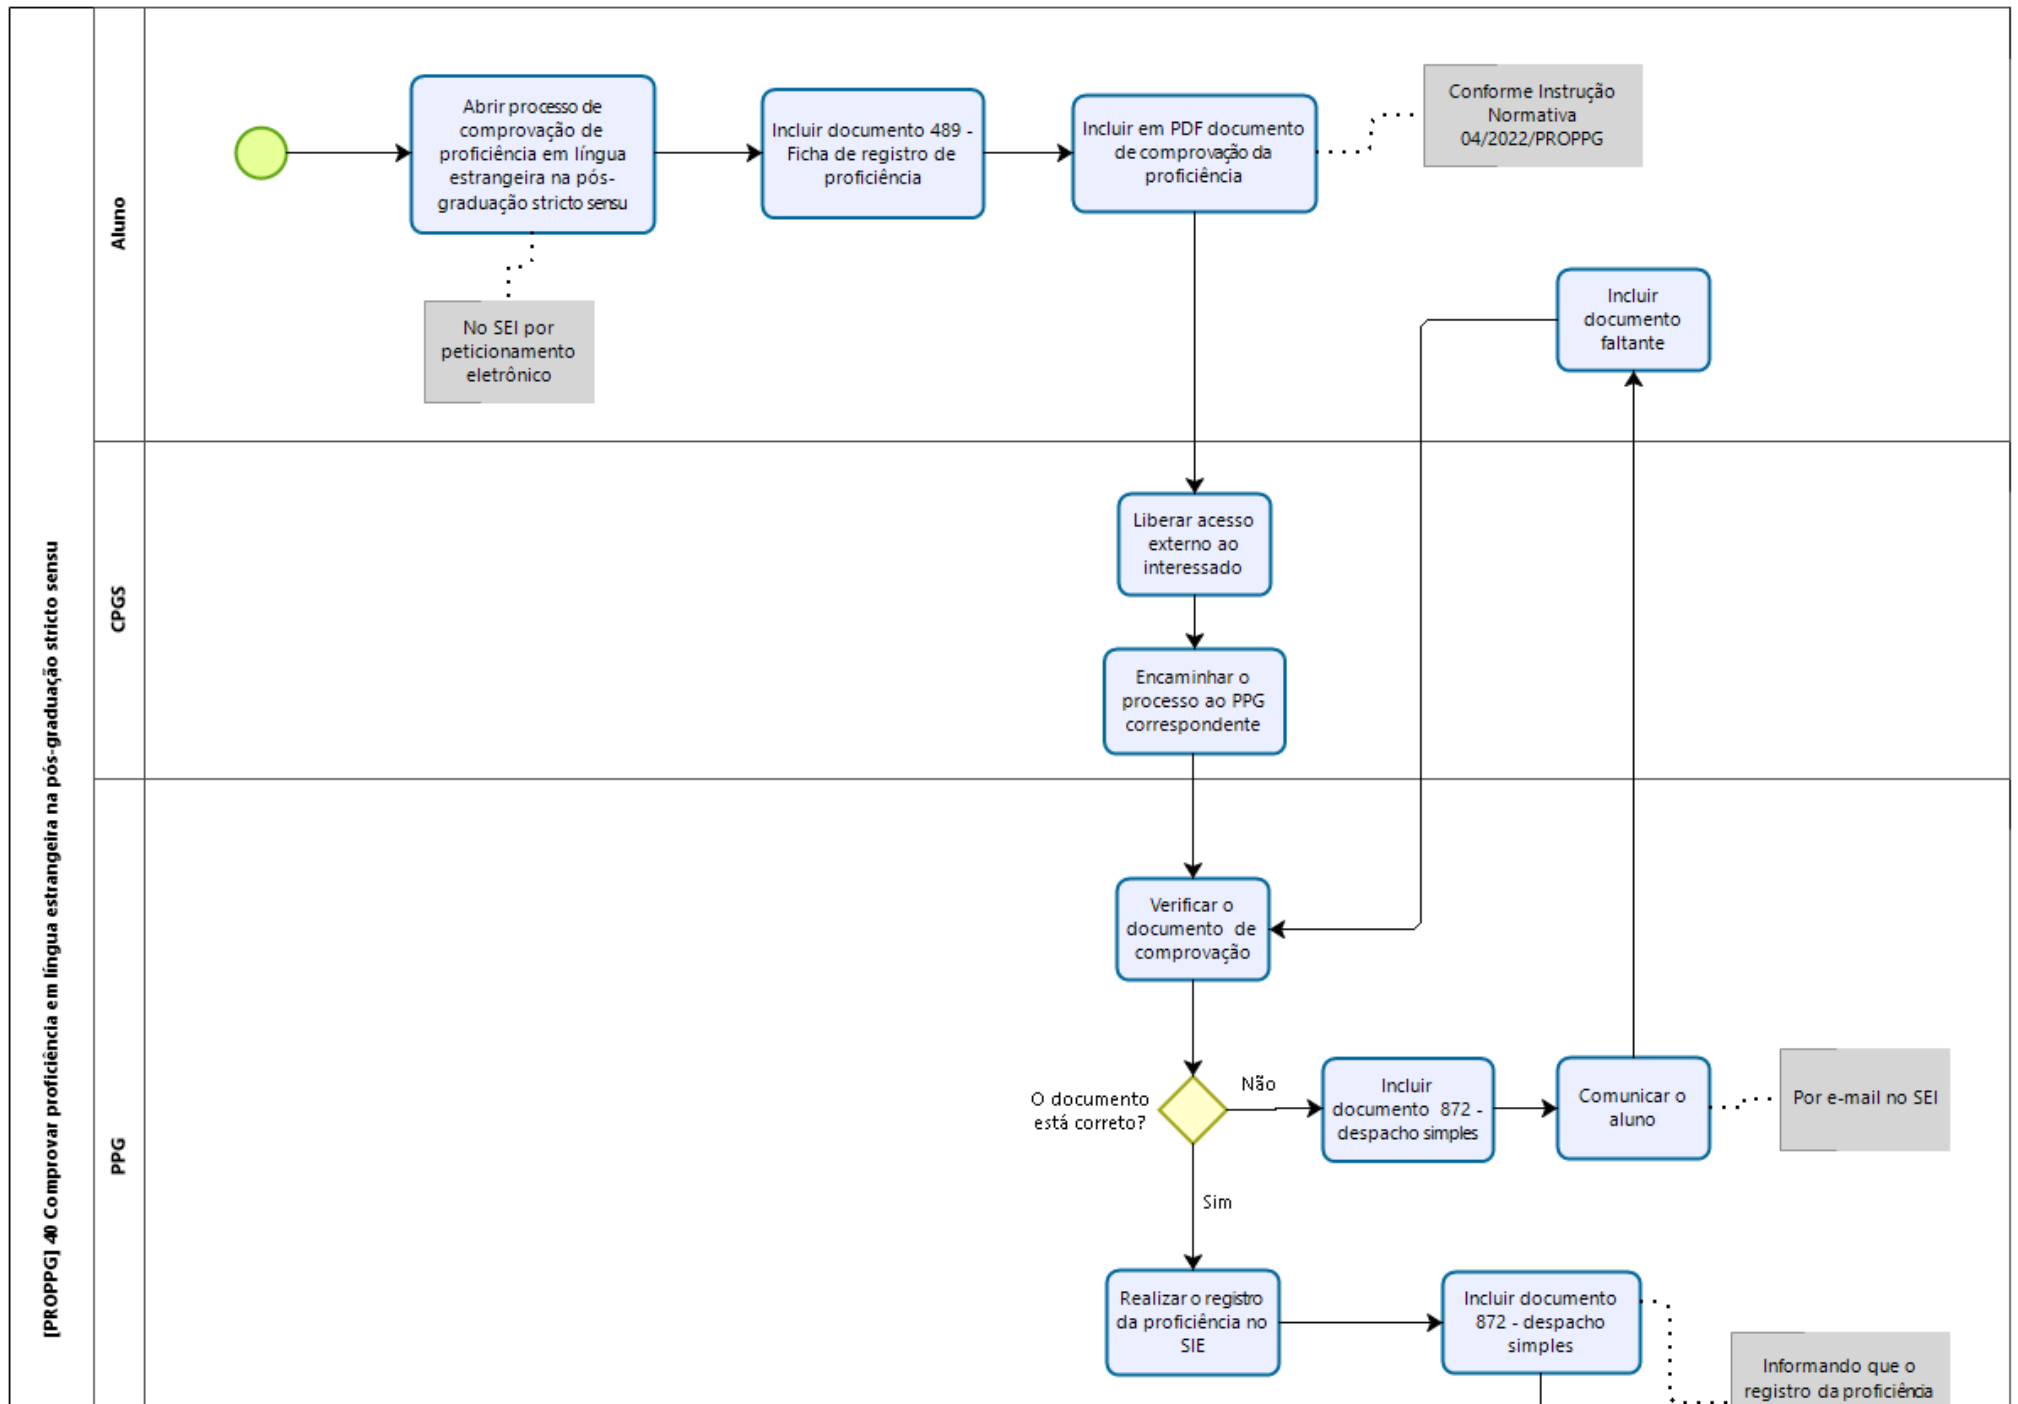 [PROPPG] 40 Comprovar proficiência em língua estrangeira na pós-graduação stricto sensu
Aluno
Abrir processo de
comprovação de
proficiência em língua
estrangeira na pós-
graduação stricto sensu
No SEI por
peticionamento
eletrônico
Incluir documento 489 -
Ficha de registro de
proficiência
Incluir em PDF documento
de comprovação da
proficiência
Conforme Instrução
Normativa
04/2022/PROPPG
Incluir
documento
faltante
CPGS
Liberar acesso
externo ao
interessado
Encaminhar o
processo ao PPG
correspondente
PPG
Verificar o
documento de
comprovação
O documento
está correto?
Não
Incluir
documento 872 -
despacho simples
Comunicar o
aluno
Por e-mail no SEI
Sim
Realizar o registro
da proficiência no
SIE
Incluir documento
872 - despacho
simples
Informando que o
registro da proficiência